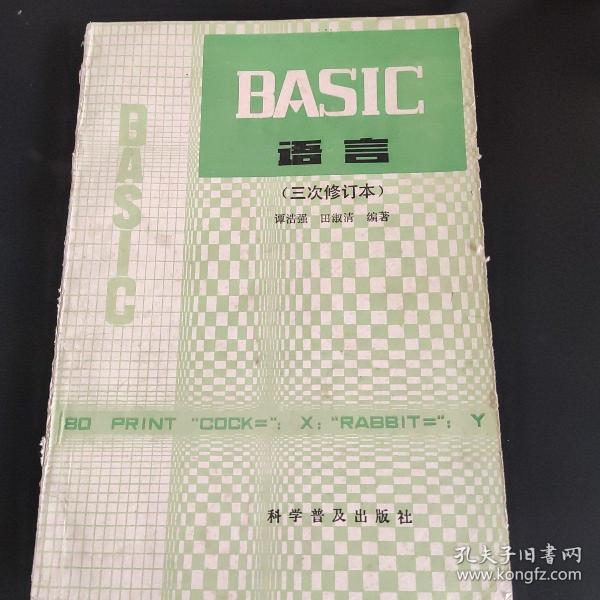 BASIC
语言
(三次修订本)
谭浩强 田淑清 编著
BASIC
80 PRINT "COCK="; X; "RABBIT="; Y
科学普及出版社
孔夫子旧书网
www.kongfz.com